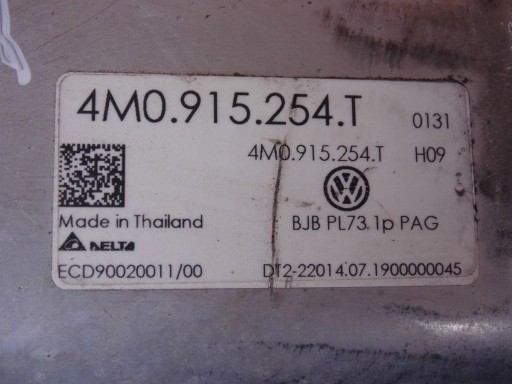 4M0.915.254.T 0131
4M0.915.254.T H09
Made in Thailand
BJB PL73.1p PAG
DELTA
ECD90020011/00
DT2-22014.07.1900000045